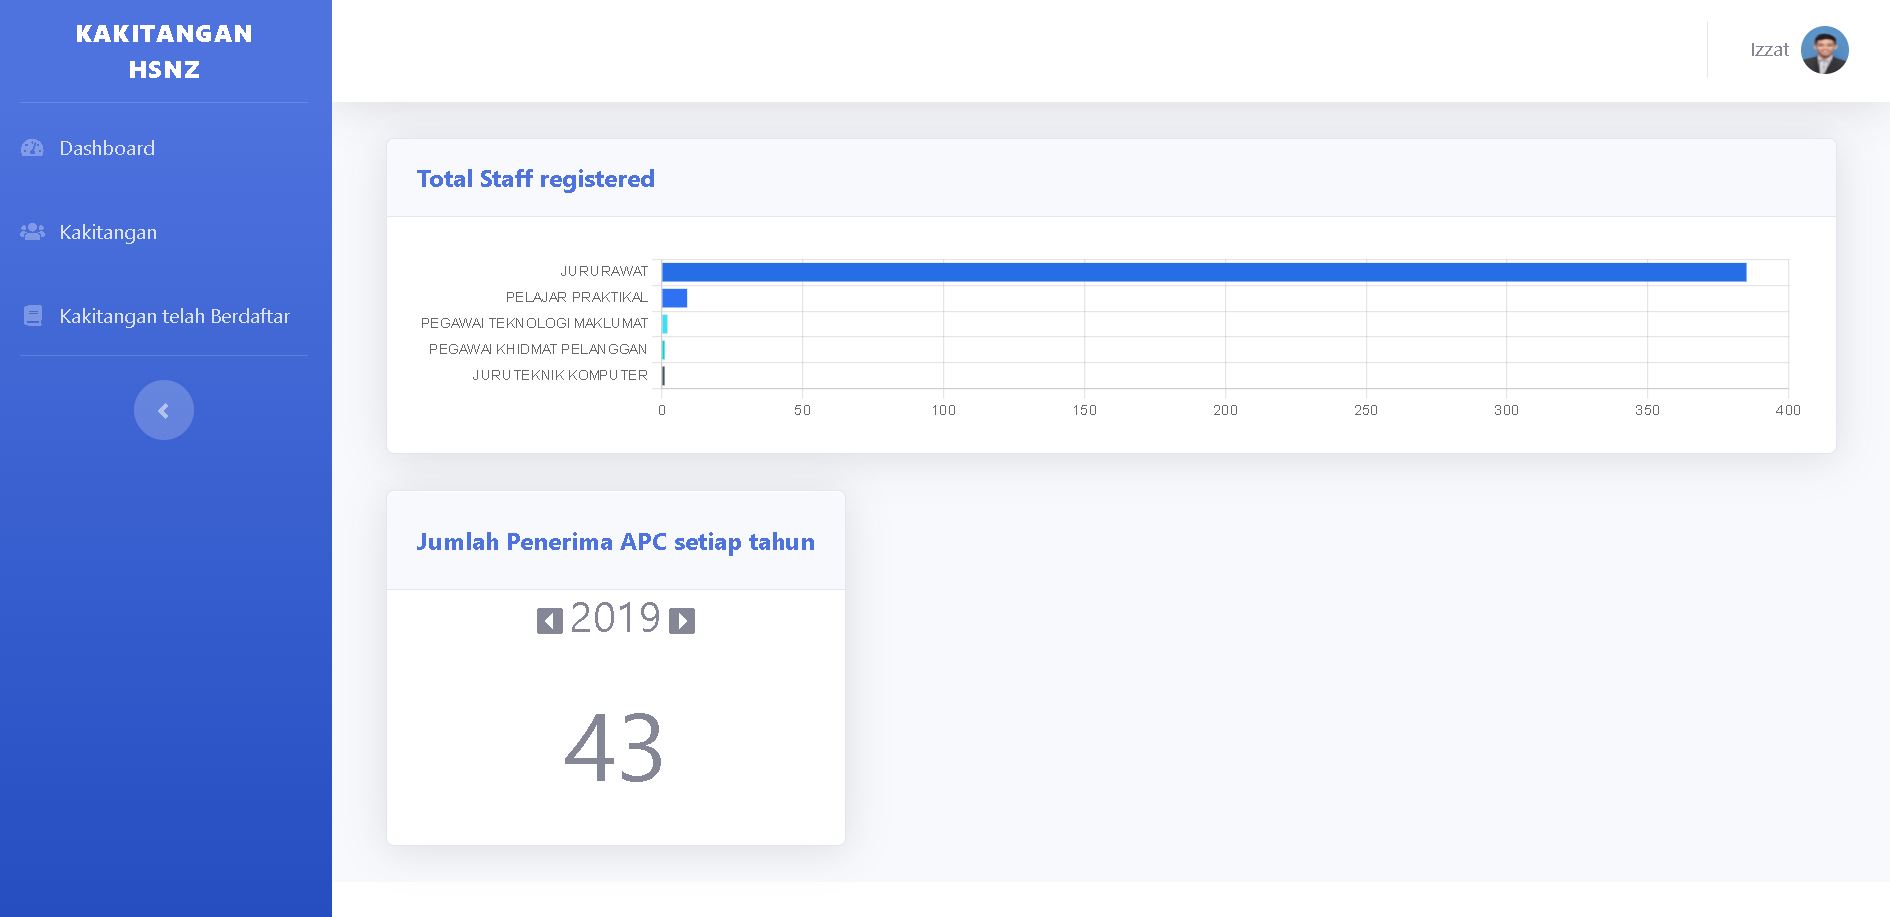 KAKITANGAN
HSNZ
Dashboard
Kakitangan
Kakitangan telah Berdaftar
Izzat
Total Staff registered
JURURAWAT
PELAJAR PRAKTIKAL
PEGAWAI TEKNOLOGI MAKLUMAT
PEGAWAI KHIDMAT PELANGGAN
JURUTEKNIK KOMPUTER
0 50 100 150 200 250 300 350 400
Jumlah Penerima APC setiap tahun
2019
43